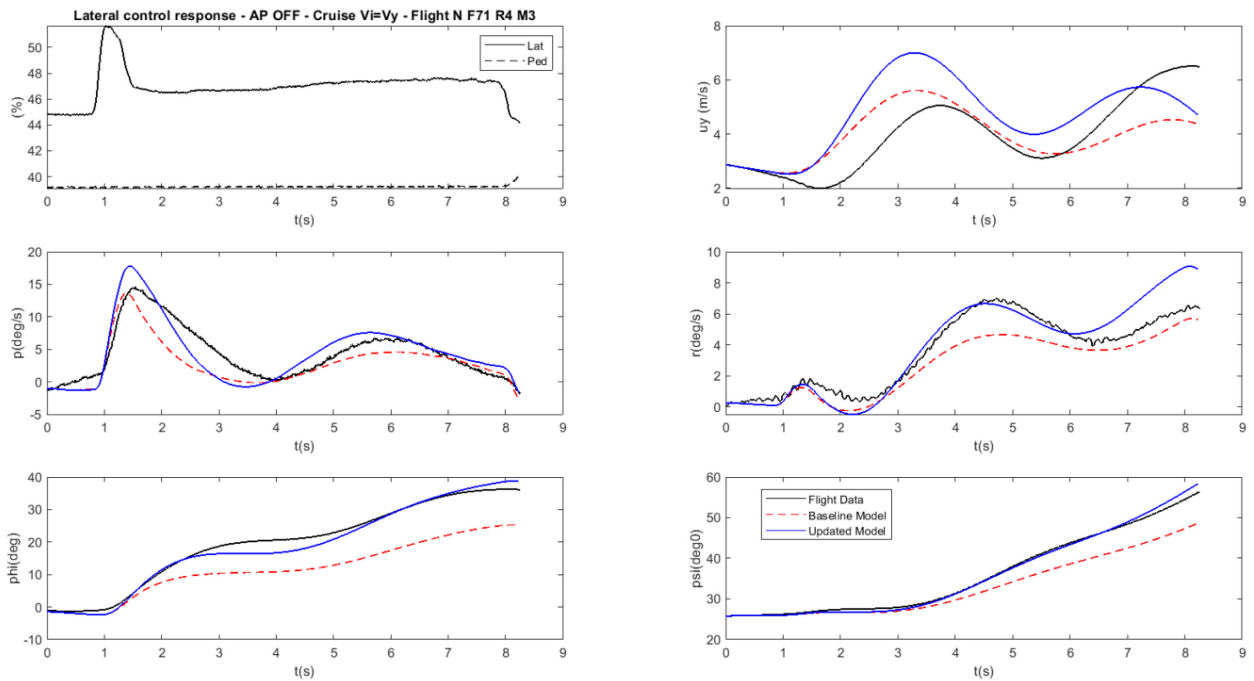 Lateral control response - AP OFF - Cruise Vi=Vy - Flight N F71 R4 M3
50
48
46
44
42
40
(%)
Lat
Ped
0 1 2 3 4 5 6 7 8 9
t(s)
8
6
4
2
uy (m/s)
0 1 2 3 4 5 6 7 8 9
t (s)
20
15
10
5
0
-5
p(deg/s)
0 1 2 3 4 5 6 7 8 9
t(s)
10
8
6
4
2
0
r(deg/s)
0 1 2 3 4 5 6 7 8 9
t(s)
40
30
20
10
0
-10
phi(deg)
0 1 2 3 4 5 6 7 8 9
t(s)
60
50
40
30
20
psi(deg0)
Flight Data
Baseline Model
Updated Model
0 1 2 3 4 5 6 7 8 9
t(s)